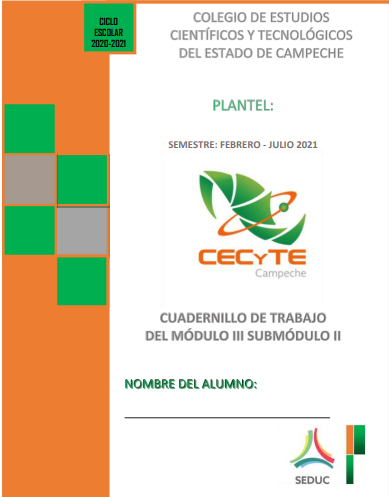 CICLO
ESCOLAR
2020-2021
COLEGIO DE ESTUDIOS
CIENTÍFICOS Y TECNOLÓGICOS
DEL ESTADO DE CAMPECHE
PLANTEL:
SEMESTRE: FEBRERO - JULIO 2021
CECyTE
Campeche
CUADERNILLO DE TRABAJO
DEL MÓDULO III SUBMÓDULO II
NOMBRE DEL ALUMNO:
SEDUC